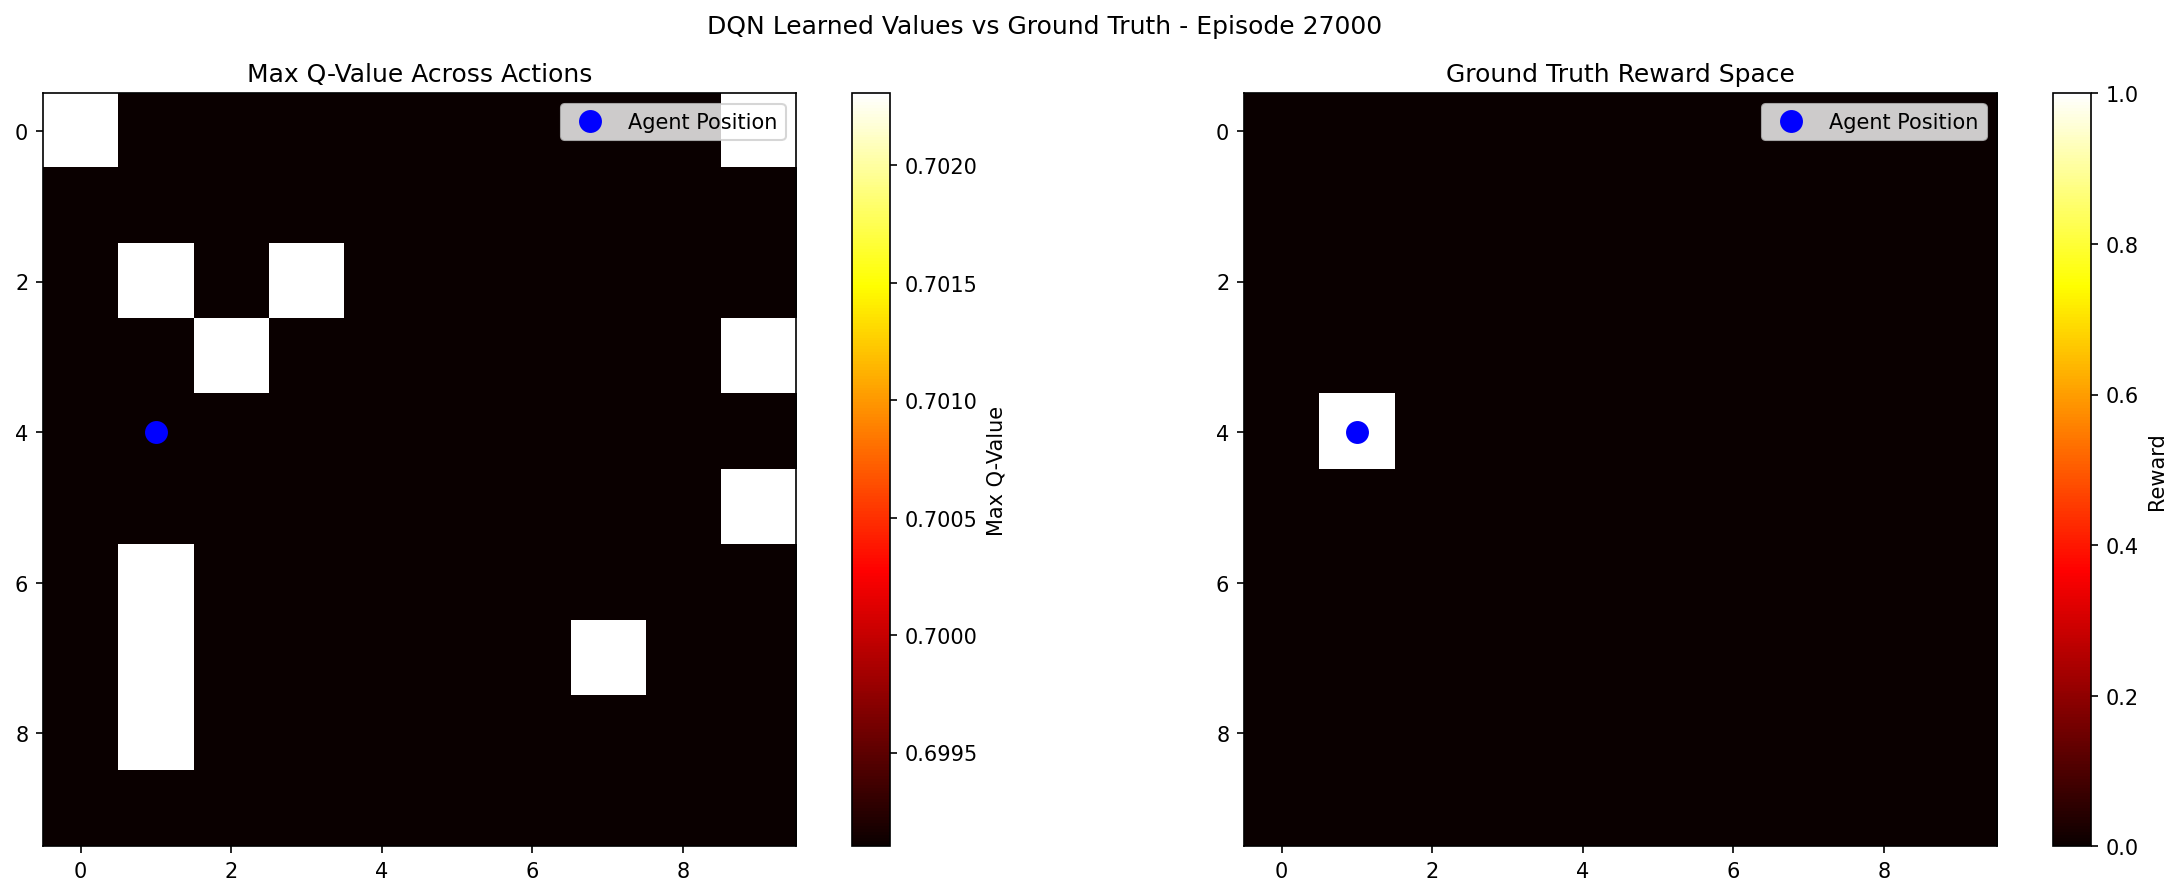 DQN Learned Values vs Ground Truth - Episode 27000
Max Q-Value Across Actions
Agent Position
0
2
4
6
8
0 2 4 6 8
0.7020
0.7015
0.7010
0.7005
0.7000
0.6995
Max Q-Value
Ground Truth Reward Space
Agent Position
0
2
4
6
8
0 2 4 6 8
1.0
0.8
0.6
0.4
0.2
0.0
Reward